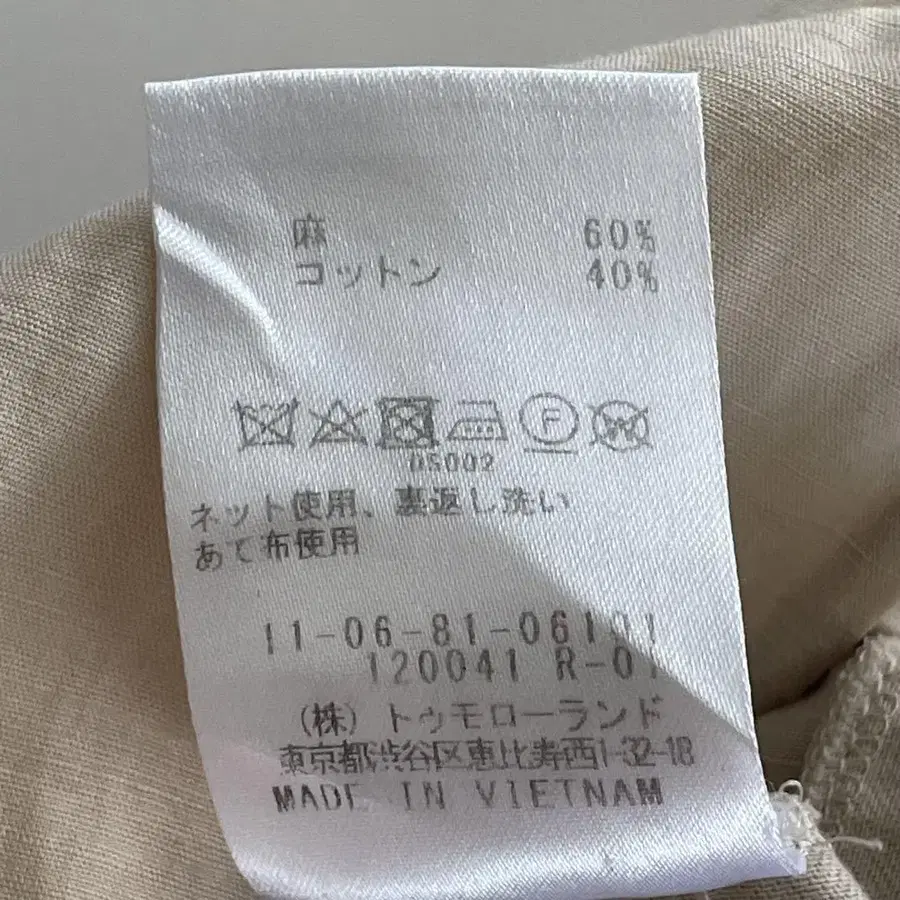 麻 60%
コットン 40%
F
DS002
ネット使用、裏返し洗い
あて布使用
11-06-81-06101
120041 R-01
(株)トゥモローランド
東京都渋谷区恵比寿西1-32-18
MADE IN VIETNAM